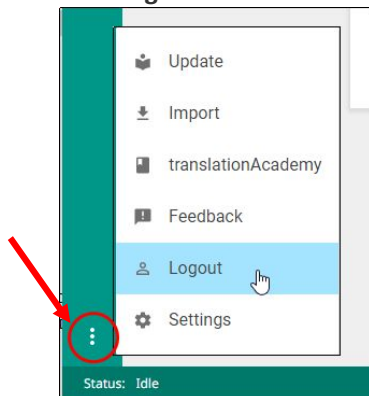 Update
Import
translationAcademy
Feedback
Logout
Settings
Status: Idle